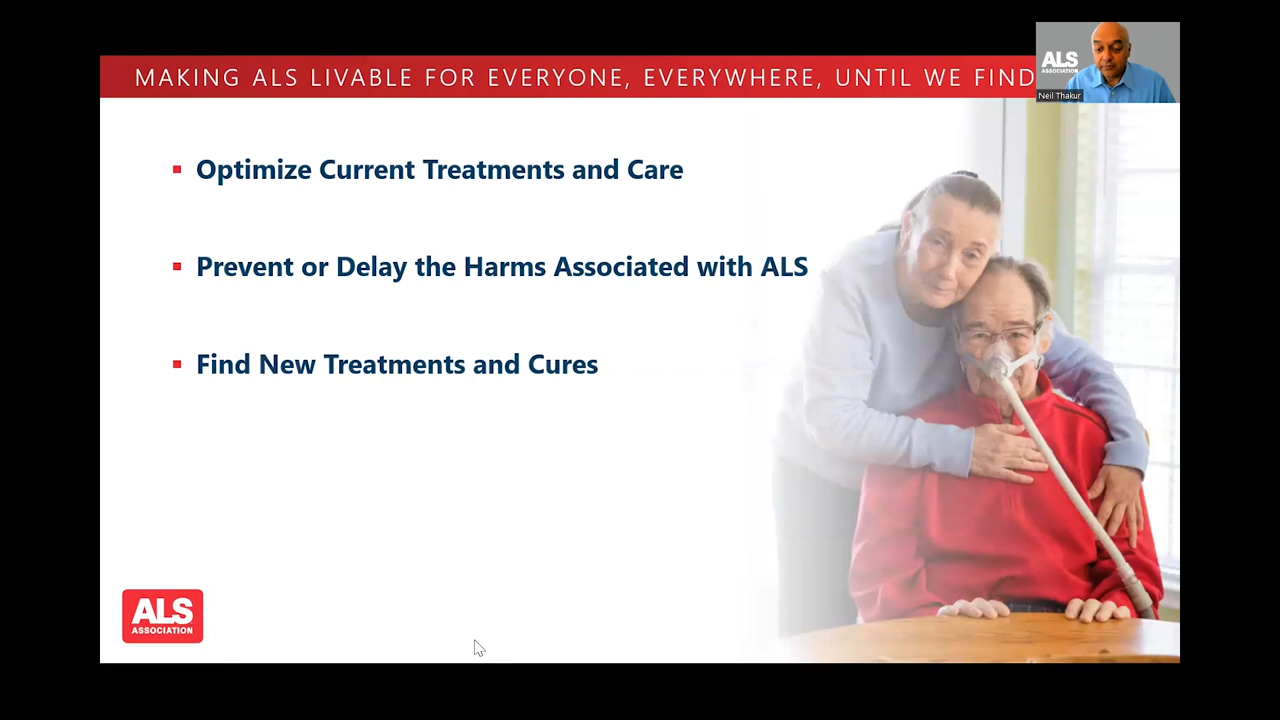 MAKING ALS LIVABLE FOR EVERYONE, EVERYWHERE, UNTIL WE FIND
ALS
ASSOCIATION
Neil Thakur
Optimize Current Treatments and Care
Prevent or Delay the Harms Associated with ALS
Find New Treatments and Cures
ALS
ASSOCIATION